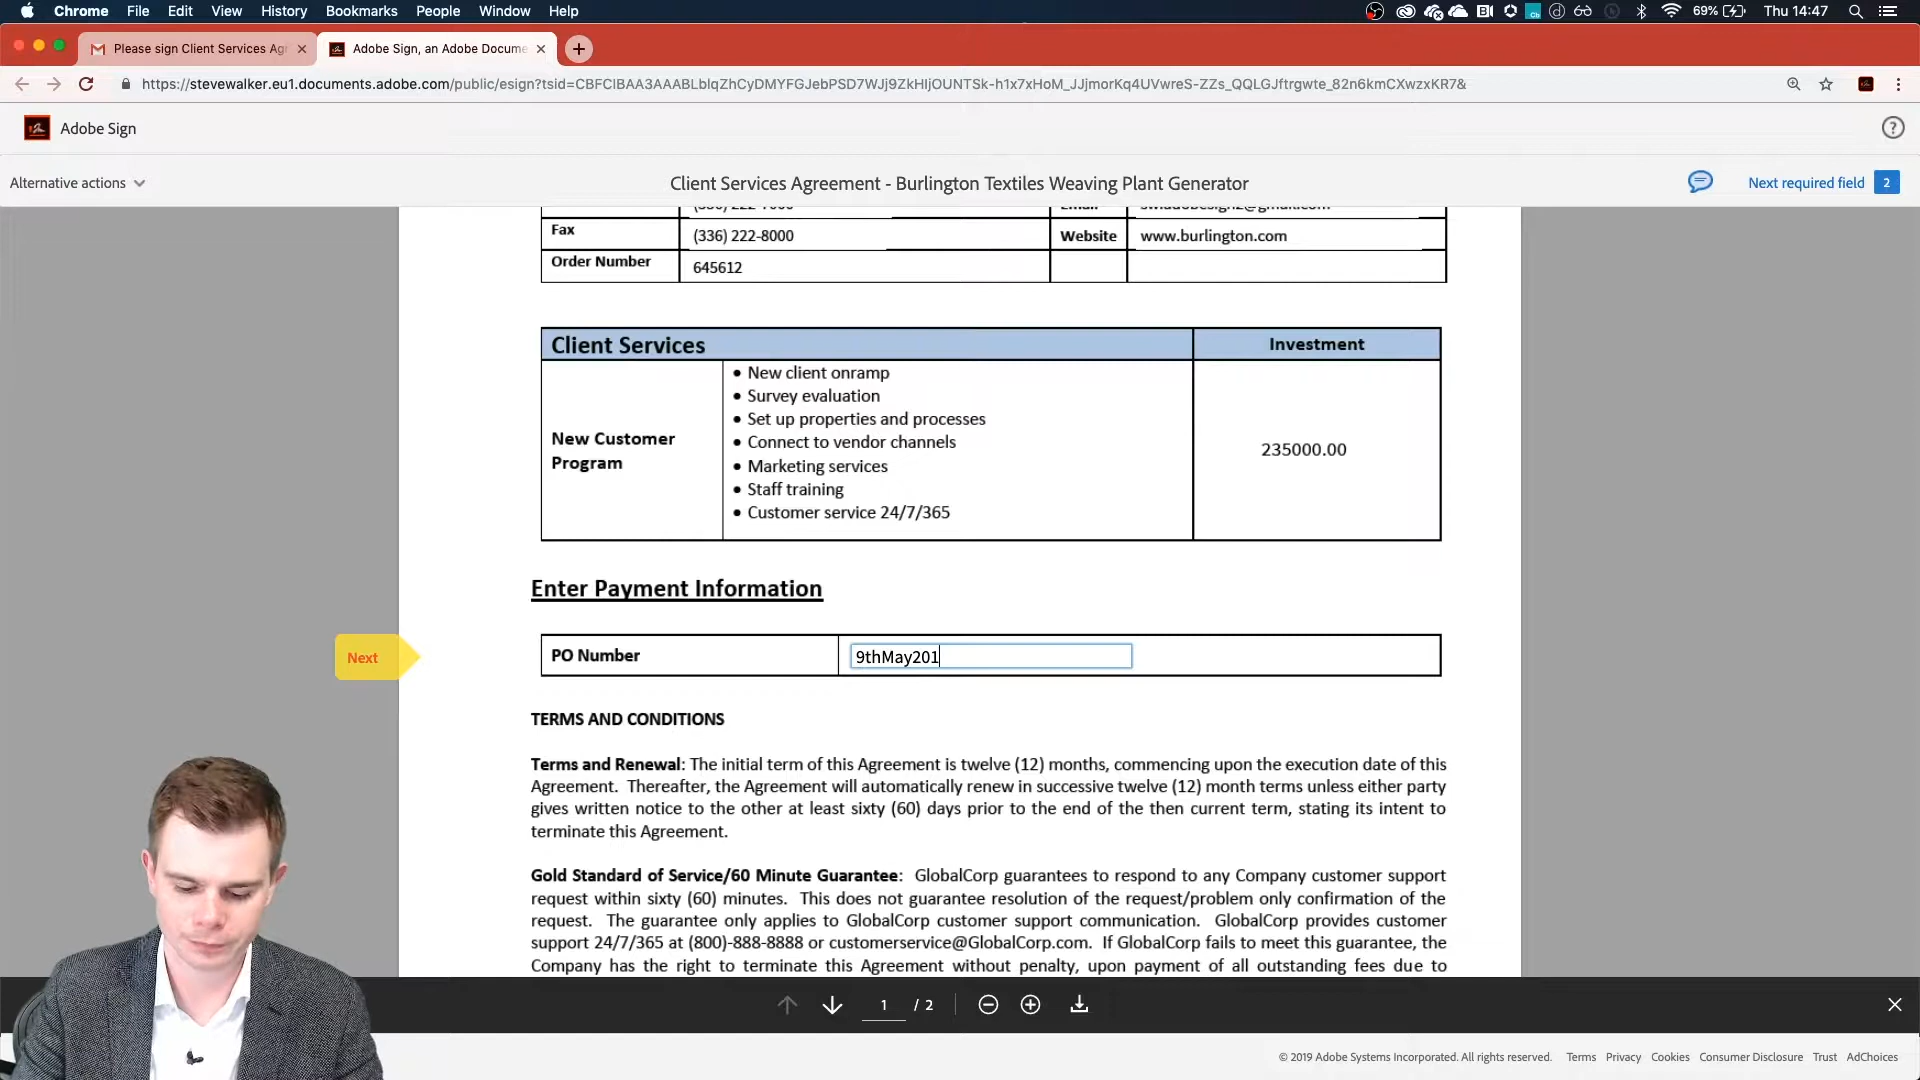 Chrome File Edit View History Bookmarks People Window Help 69% Thu 14:47
Please sign Client Services Ag Adobe Sign, an Adobe Docume
https://stevewalker.eu1.documents.adobe.com/public/esign?tsid=CBFCIBAA3AAABLblqZhCyDMYFGJebPSD7WJj9ZkHIjOUNTSk-h1x7xHoM_JJjmorKq4UVwreS-ZZs_QQLGJftrgwte_82n6kmCXwzxKR7&
Adobe Sign
Alternative actions Client Services Agreement - Burlington Textiles Weaving Plant Generator Next required field 2
Fax (336) 222-8000 Website www.burlington.com
Order Number 645612
Client Services Investment
• New client onramp
• Survey evaluation
• Set up properties and processes
New Customer Program • Connect to vendor channels 235000.00
• Marketing services
• Staff training
• Customer service 24/7/365
Enter Payment Information
Next PO Number 9thMay201
TERMS AND CONDITIONS
Terms and Renewal: The initial term of this Agreement is twelve (12) months, commencing upon the execution date of this
Agreement. Thereafter, the Agreement will automatically renew in successive twelve (12) month terms unless either party
gives written notice to the other at least sixty (60) days prior to the end of the then current term, stating its intent to
terminate this Agreement.
Gold Standard of Service/60 Minute Guarantee: GlobalCorp guarantees to respond to any Company customer support
request within sixty (60) minutes. This does not guarantee resolution of the request/problem only confirmation of the
request. The guarantee only applies to GlobalCorp customer support communication. GlobalCorp provides customer
support 24/7/365 at (800)-888-8888 or customerservice@GlobalCorp.com. If GlobalCorp fails to meet this guarantee, the
Company has the right to terminate this Agreement without penalty, upon payment of all outstanding fees due to
1 / 2
© 2019 Adobe Systems Incorporated. All rights reserved. Terms Privacy Cookies Consumer Disclosure Trust AdChoices